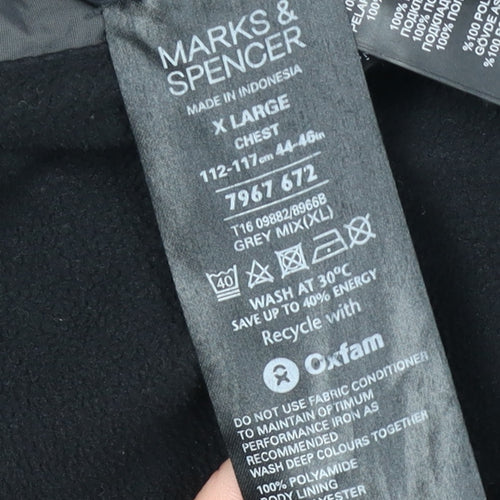 MARKS &
SPENCER
MADE IN INDONESIA
X LARGE
CHEST
112-117cm 44-46in
7967 672
T16 09882/8966B
GREY MIX(XL)
40
WASH AT 30°C
SAVE UP TO 40% ENERGY
Recycle with
Oxfam
DO NOT USE FABRIC CONDITIONER
TO MAINTAIN OPTIMUM
PERFORMANCE IRON AS
RECOMMENDED
WASH DEEP COLOURS TOGETHER
100% POLYAMIDE
BODY LINING